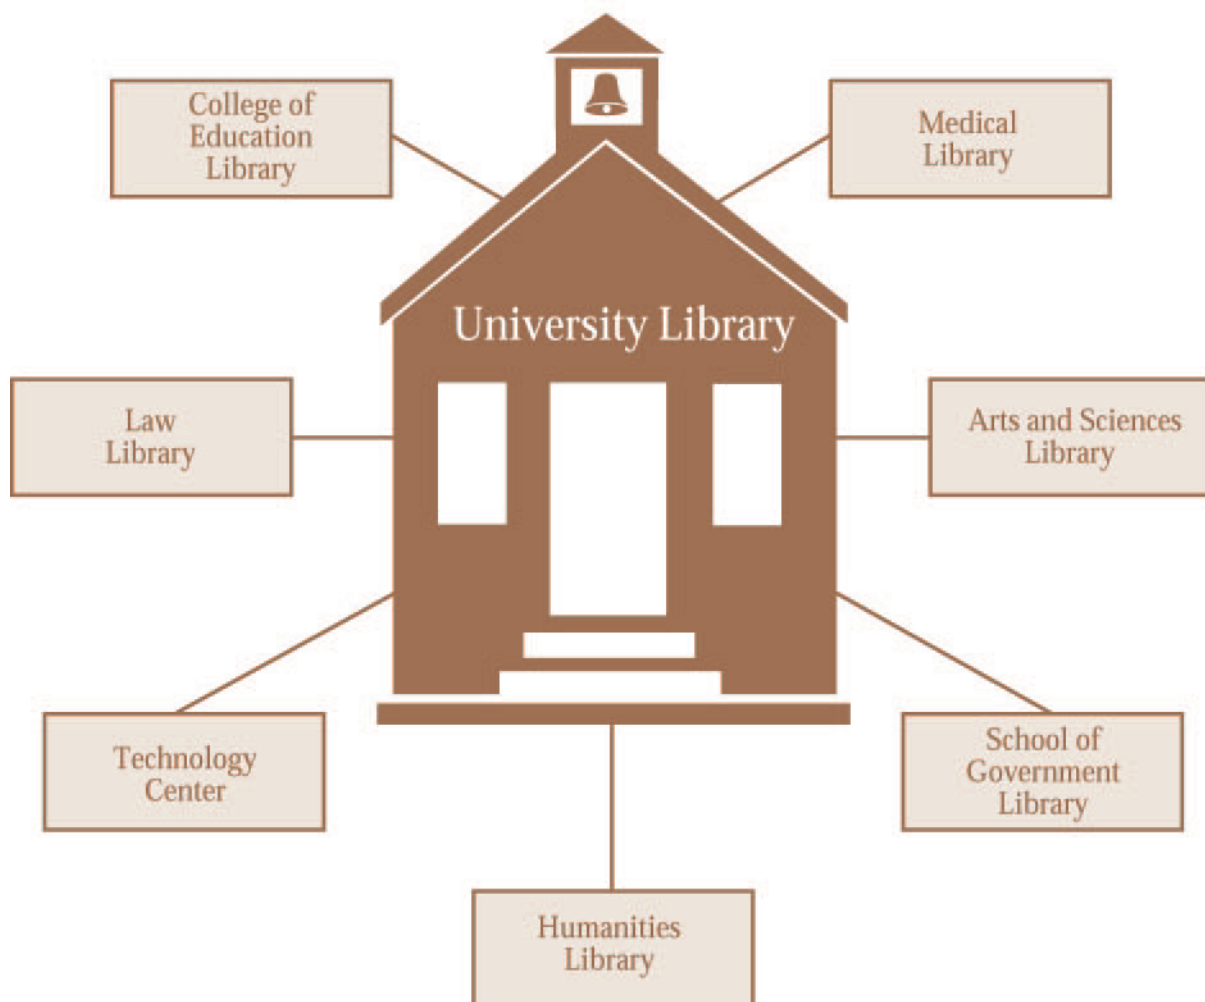 College of
Education
Library
Medical
Library
University Library
Law
Library
Arts and Sciences
Library
Technology
Center
School of
Government
Library
Humanities
Library